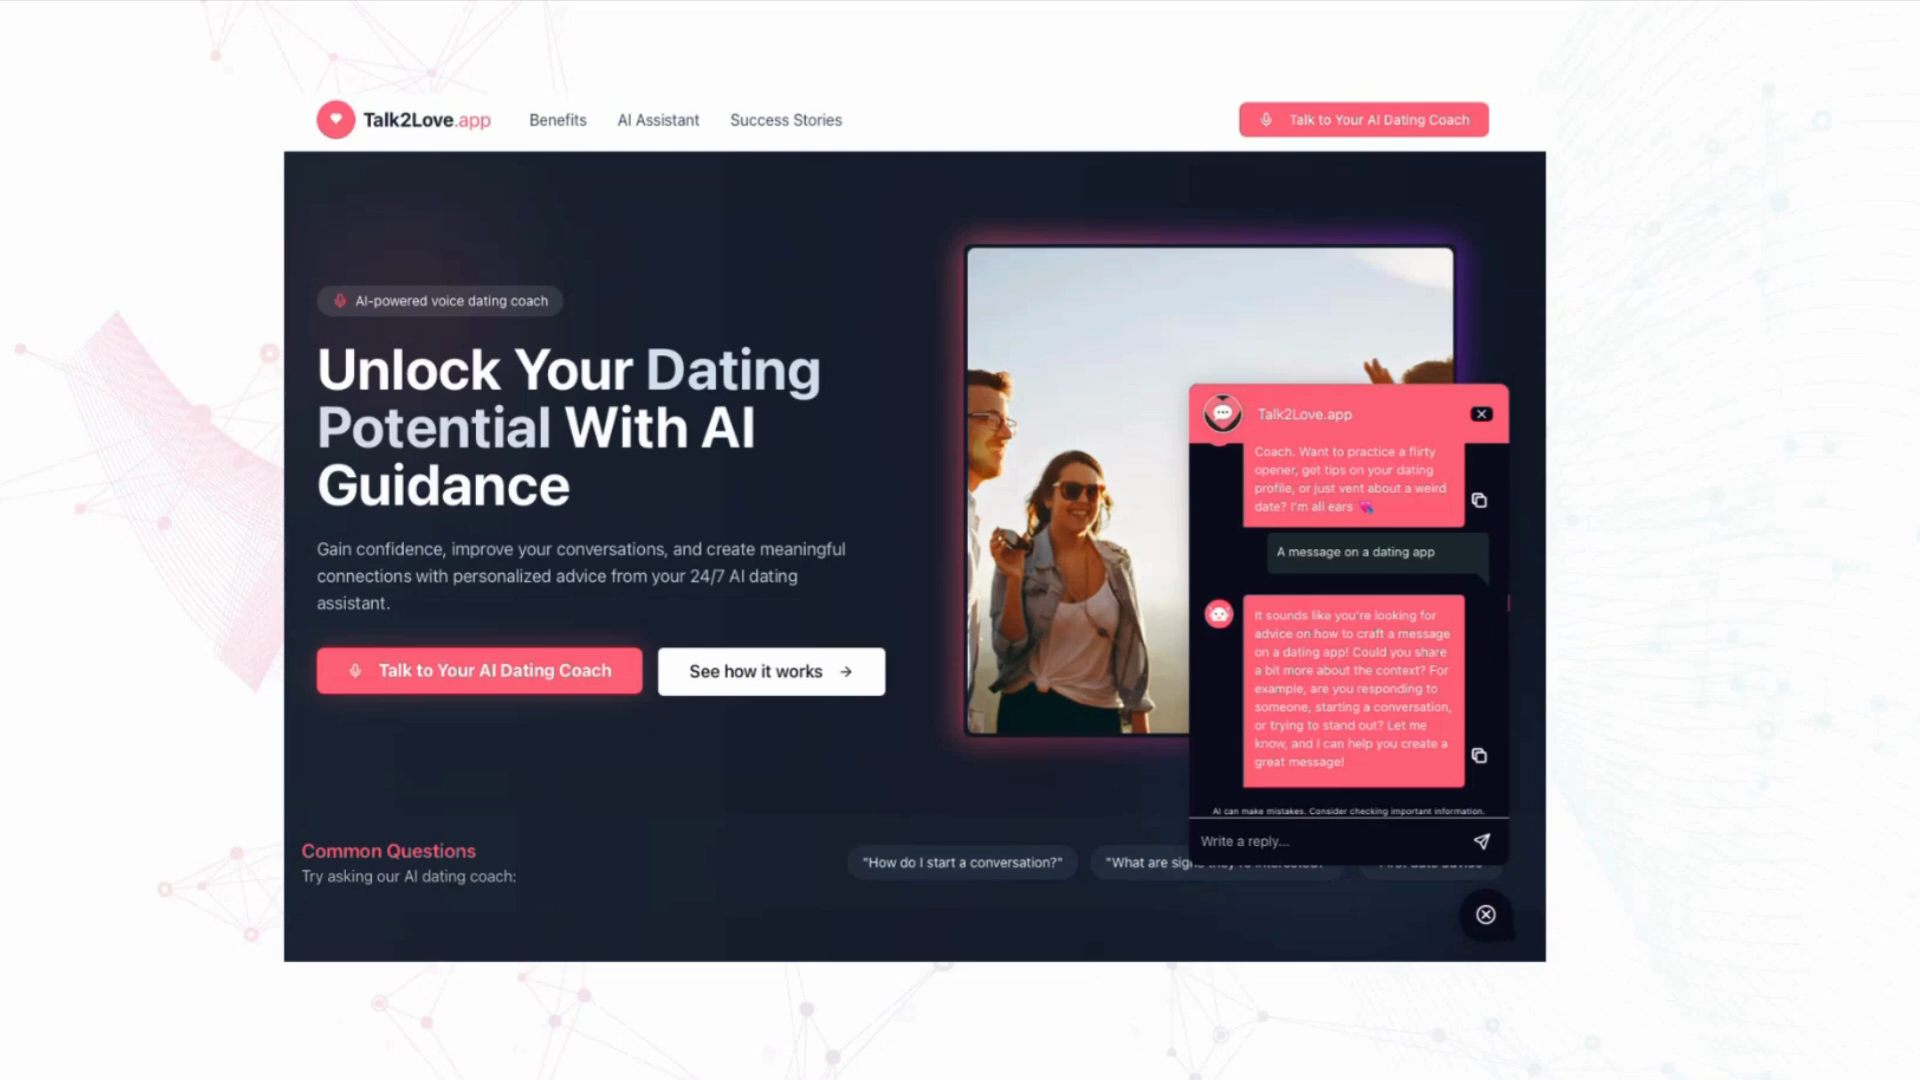 Talk2Love.app
Benefits
AI Assistant
Success Stories
Talk to Your AI Dating Coach
AI-powered voice dating coach
Unlock Your Dating
Potential With AI
Guidance
Gain confidence, improve your conversations, and create meaningful
connections with personalized advice from your 24/7 AI dating
assistant.
Talk to Your AI Dating Coach
See how it works
Talk2Love.app
Coach. Want to practice a flirty
opener, get tips on your dating
profile, or just vent about a weird
date? I'm all ears 💘
A message on a dating app
It sounds like you're looking for
advice on how to craft a message
on a dating app! Could you share
a bit more about the context? For
example, are you responding to
someone, starting a conversation,
or trying to stand out? Let me
know, and I can help you create a
great message!
AI can make mistakes. Consider checking important information.
Write a reply...
Common Questions
Try asking our AI dating coach:
"How do I start a conversation?"
"What are signs they're interested?"